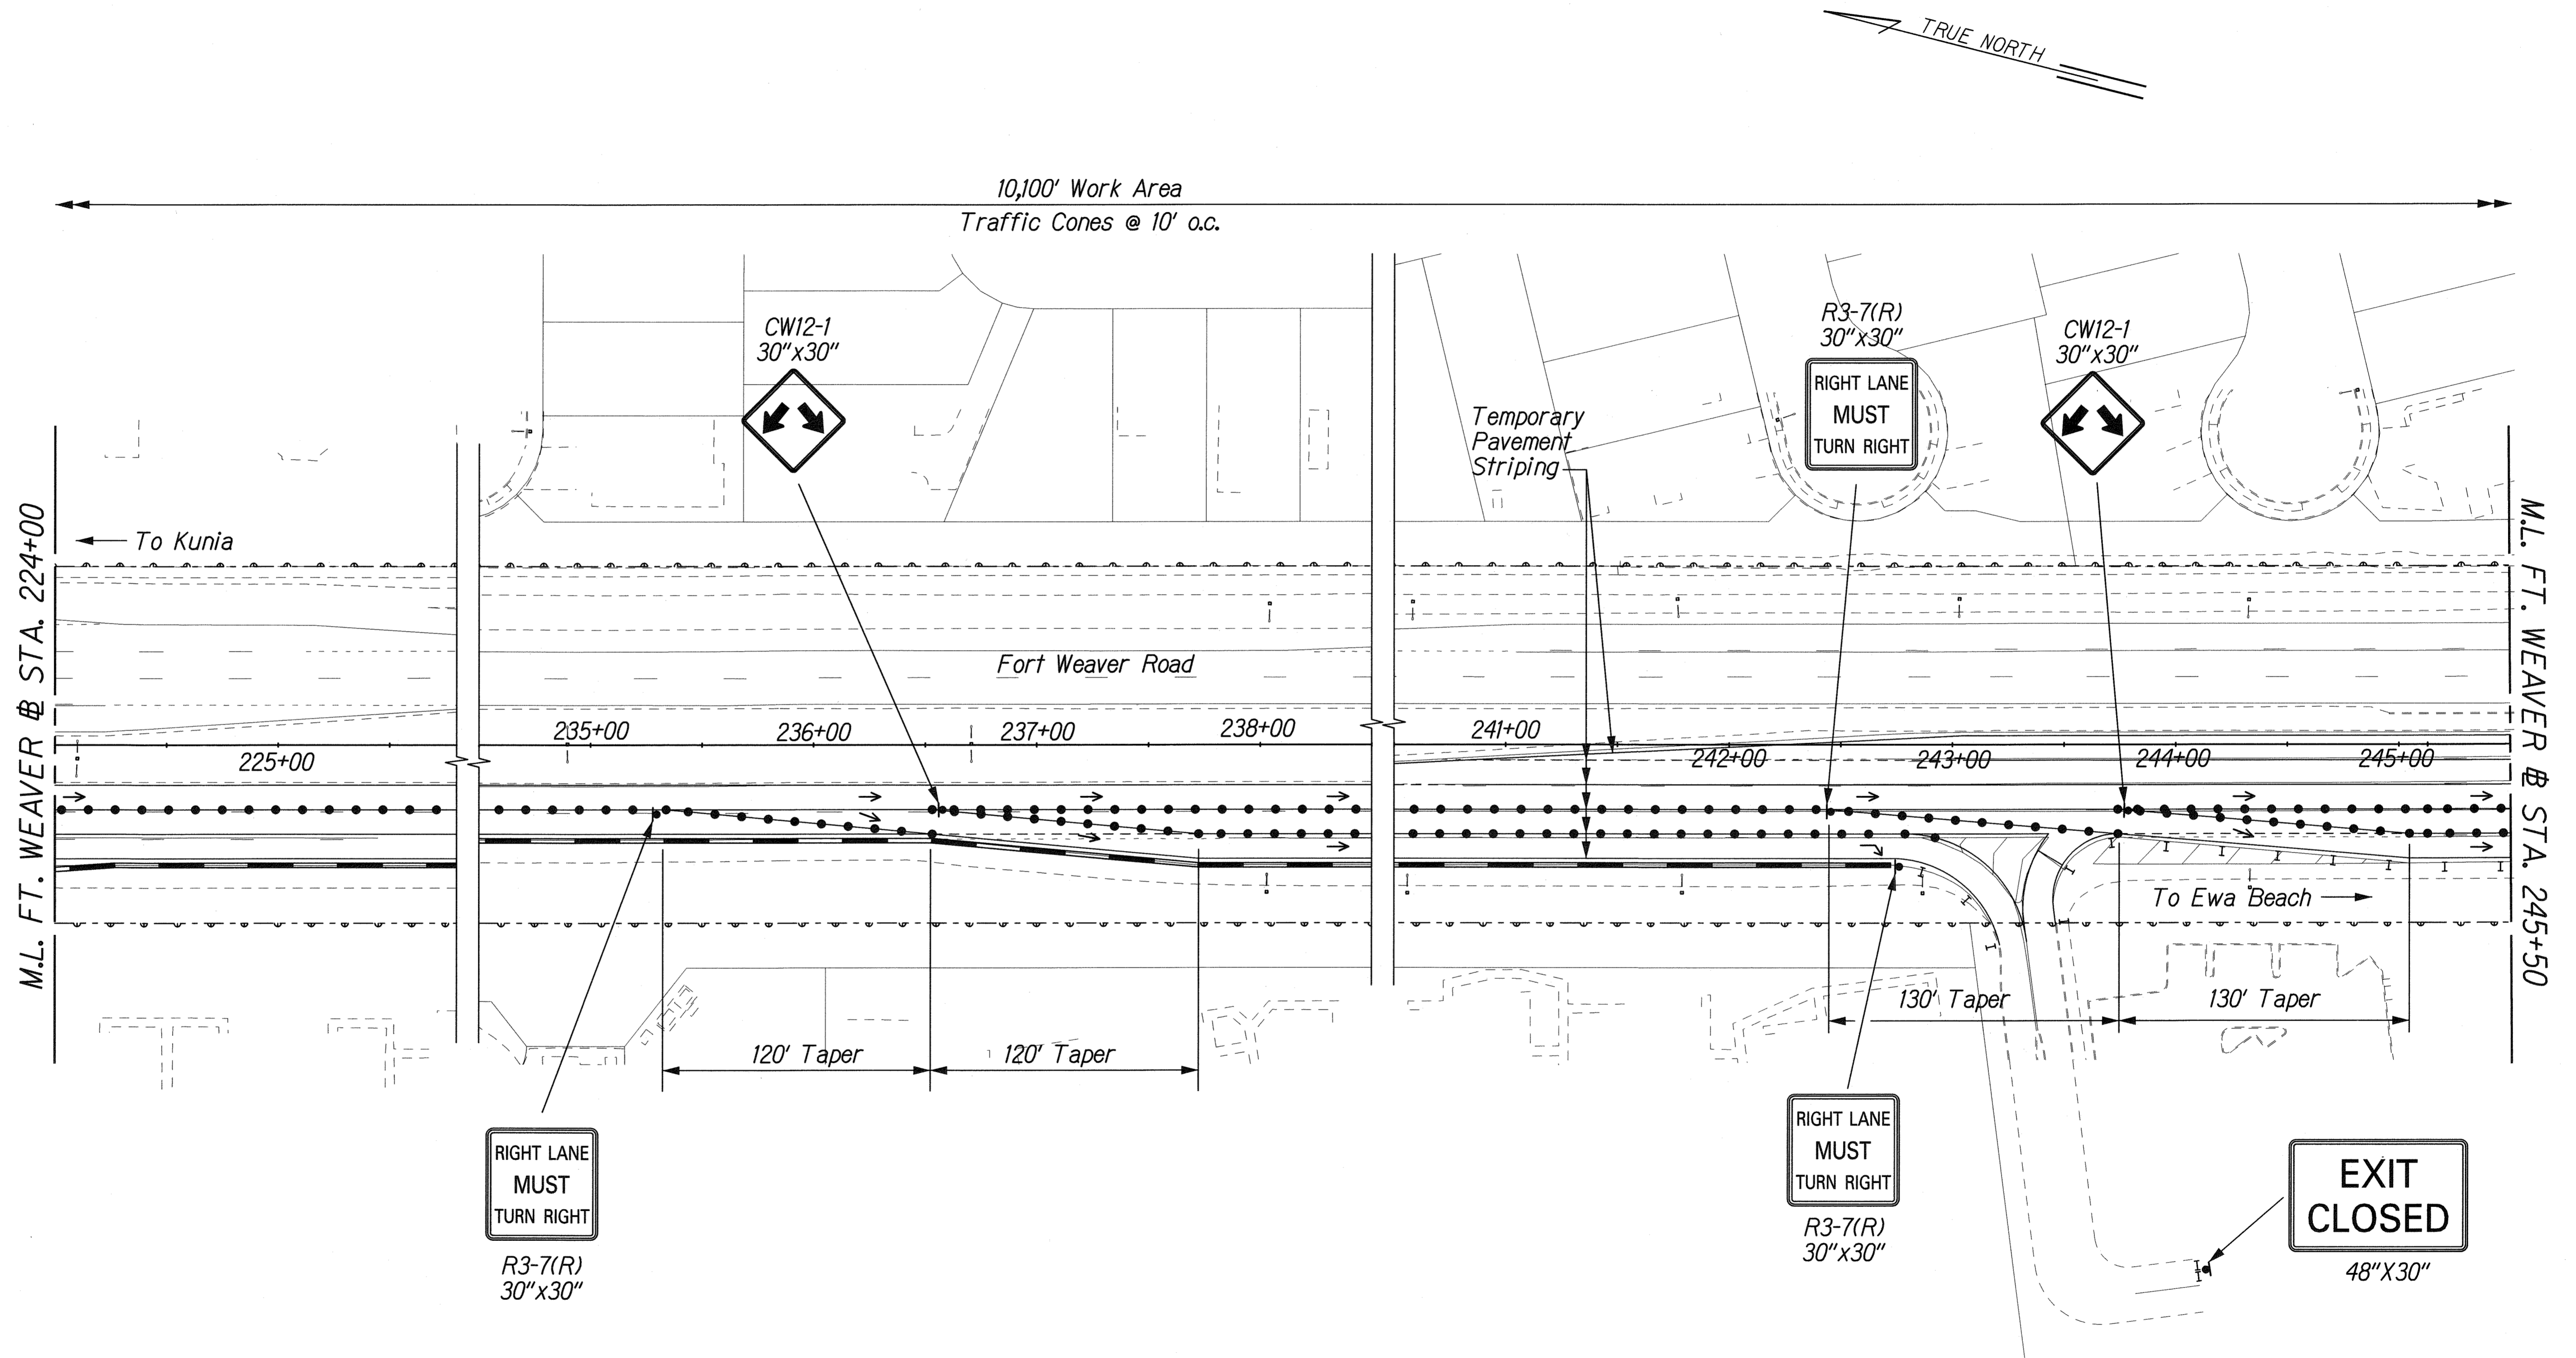 TRUE NORTH
10,100' Work Area
Traffic Cones @ 10' o.c.
CW12-1
30"x30"
R3-7(R)
30"x30"
RIGHT LANE
MUST
TURN RIGHT
CW12-1
30"x30"
Temporary
Pavement
Striping
To Kunia
Fort Weaver Road
M.L. FT. WEAVER ℄ STA. 224+00
M.L. FT. WEAVER ℄ STA. 245+50
225+00
235+00
236+00
237+00
238+00
241+00
242+00
243+00
244+00
245+00
To Ewa Beach
120' Taper
120' Taper
130' Taper
130' Taper
RIGHT LANE
MUST
TURN RIGHT
R3-7(R)
30"x30"
RIGHT LANE
MUST
TURN RIGHT
R3-7(R)
30"x30"
EXIT
CLOSED
48"X30"